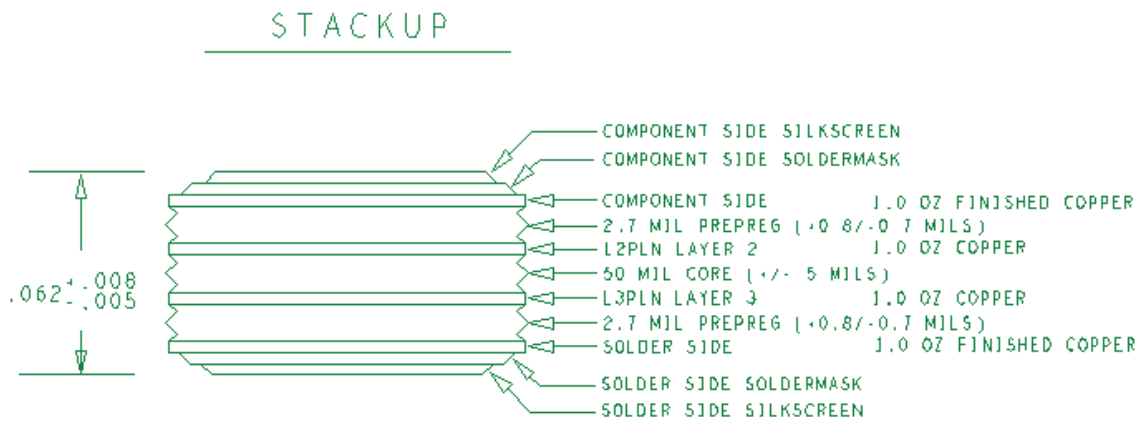 STACKUP
COMPONENT SIDE SILKSCREEN
COMPONENT SIDE SOLDERMASK
COMPONENT SIDE 1.0 OZ FINISHED COPPER
2.7 MIL PREPREG (+0.8/-0.7 MILS)
L2PLN LAYER 2 1.0 OZ COPPER
50 MIL CORE (+/- 5 MILS)
.062 +.008 -.005
L3PLN LAYER 3 1.0 OZ COPPER
2.7 MIL PREPREG (+0.8/-0.7 MILS)
SOLDER SIDE 1.0 OZ FINISHED COPPER
SOLDER SIDE SOLDERMASK
SOLDER SIDE SILKSCREEN